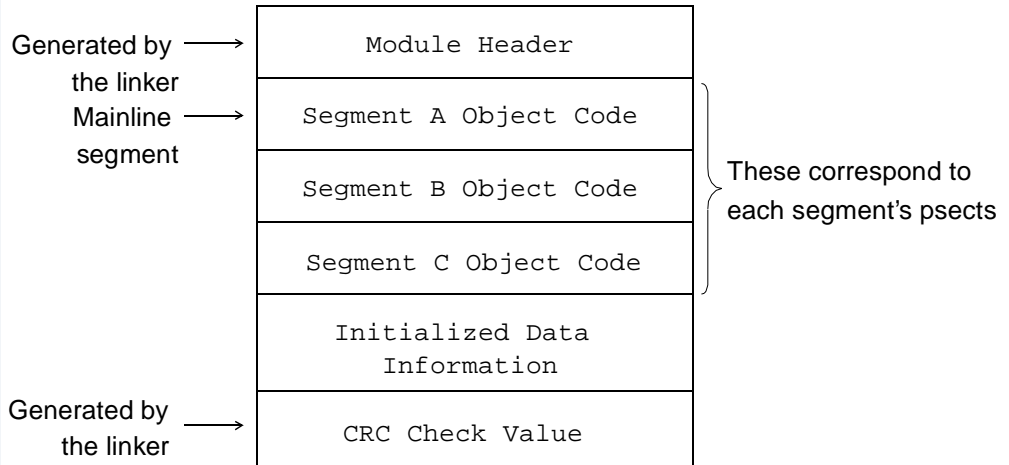 Generated by
the linker
Module Header
Mainline
segment
Segment A Object Code
Segment B Object Code
Segment C Object Code
These correspond to
each segment’s psects
Initialized Data
Information
Generated by
the linker
CRC Check Value